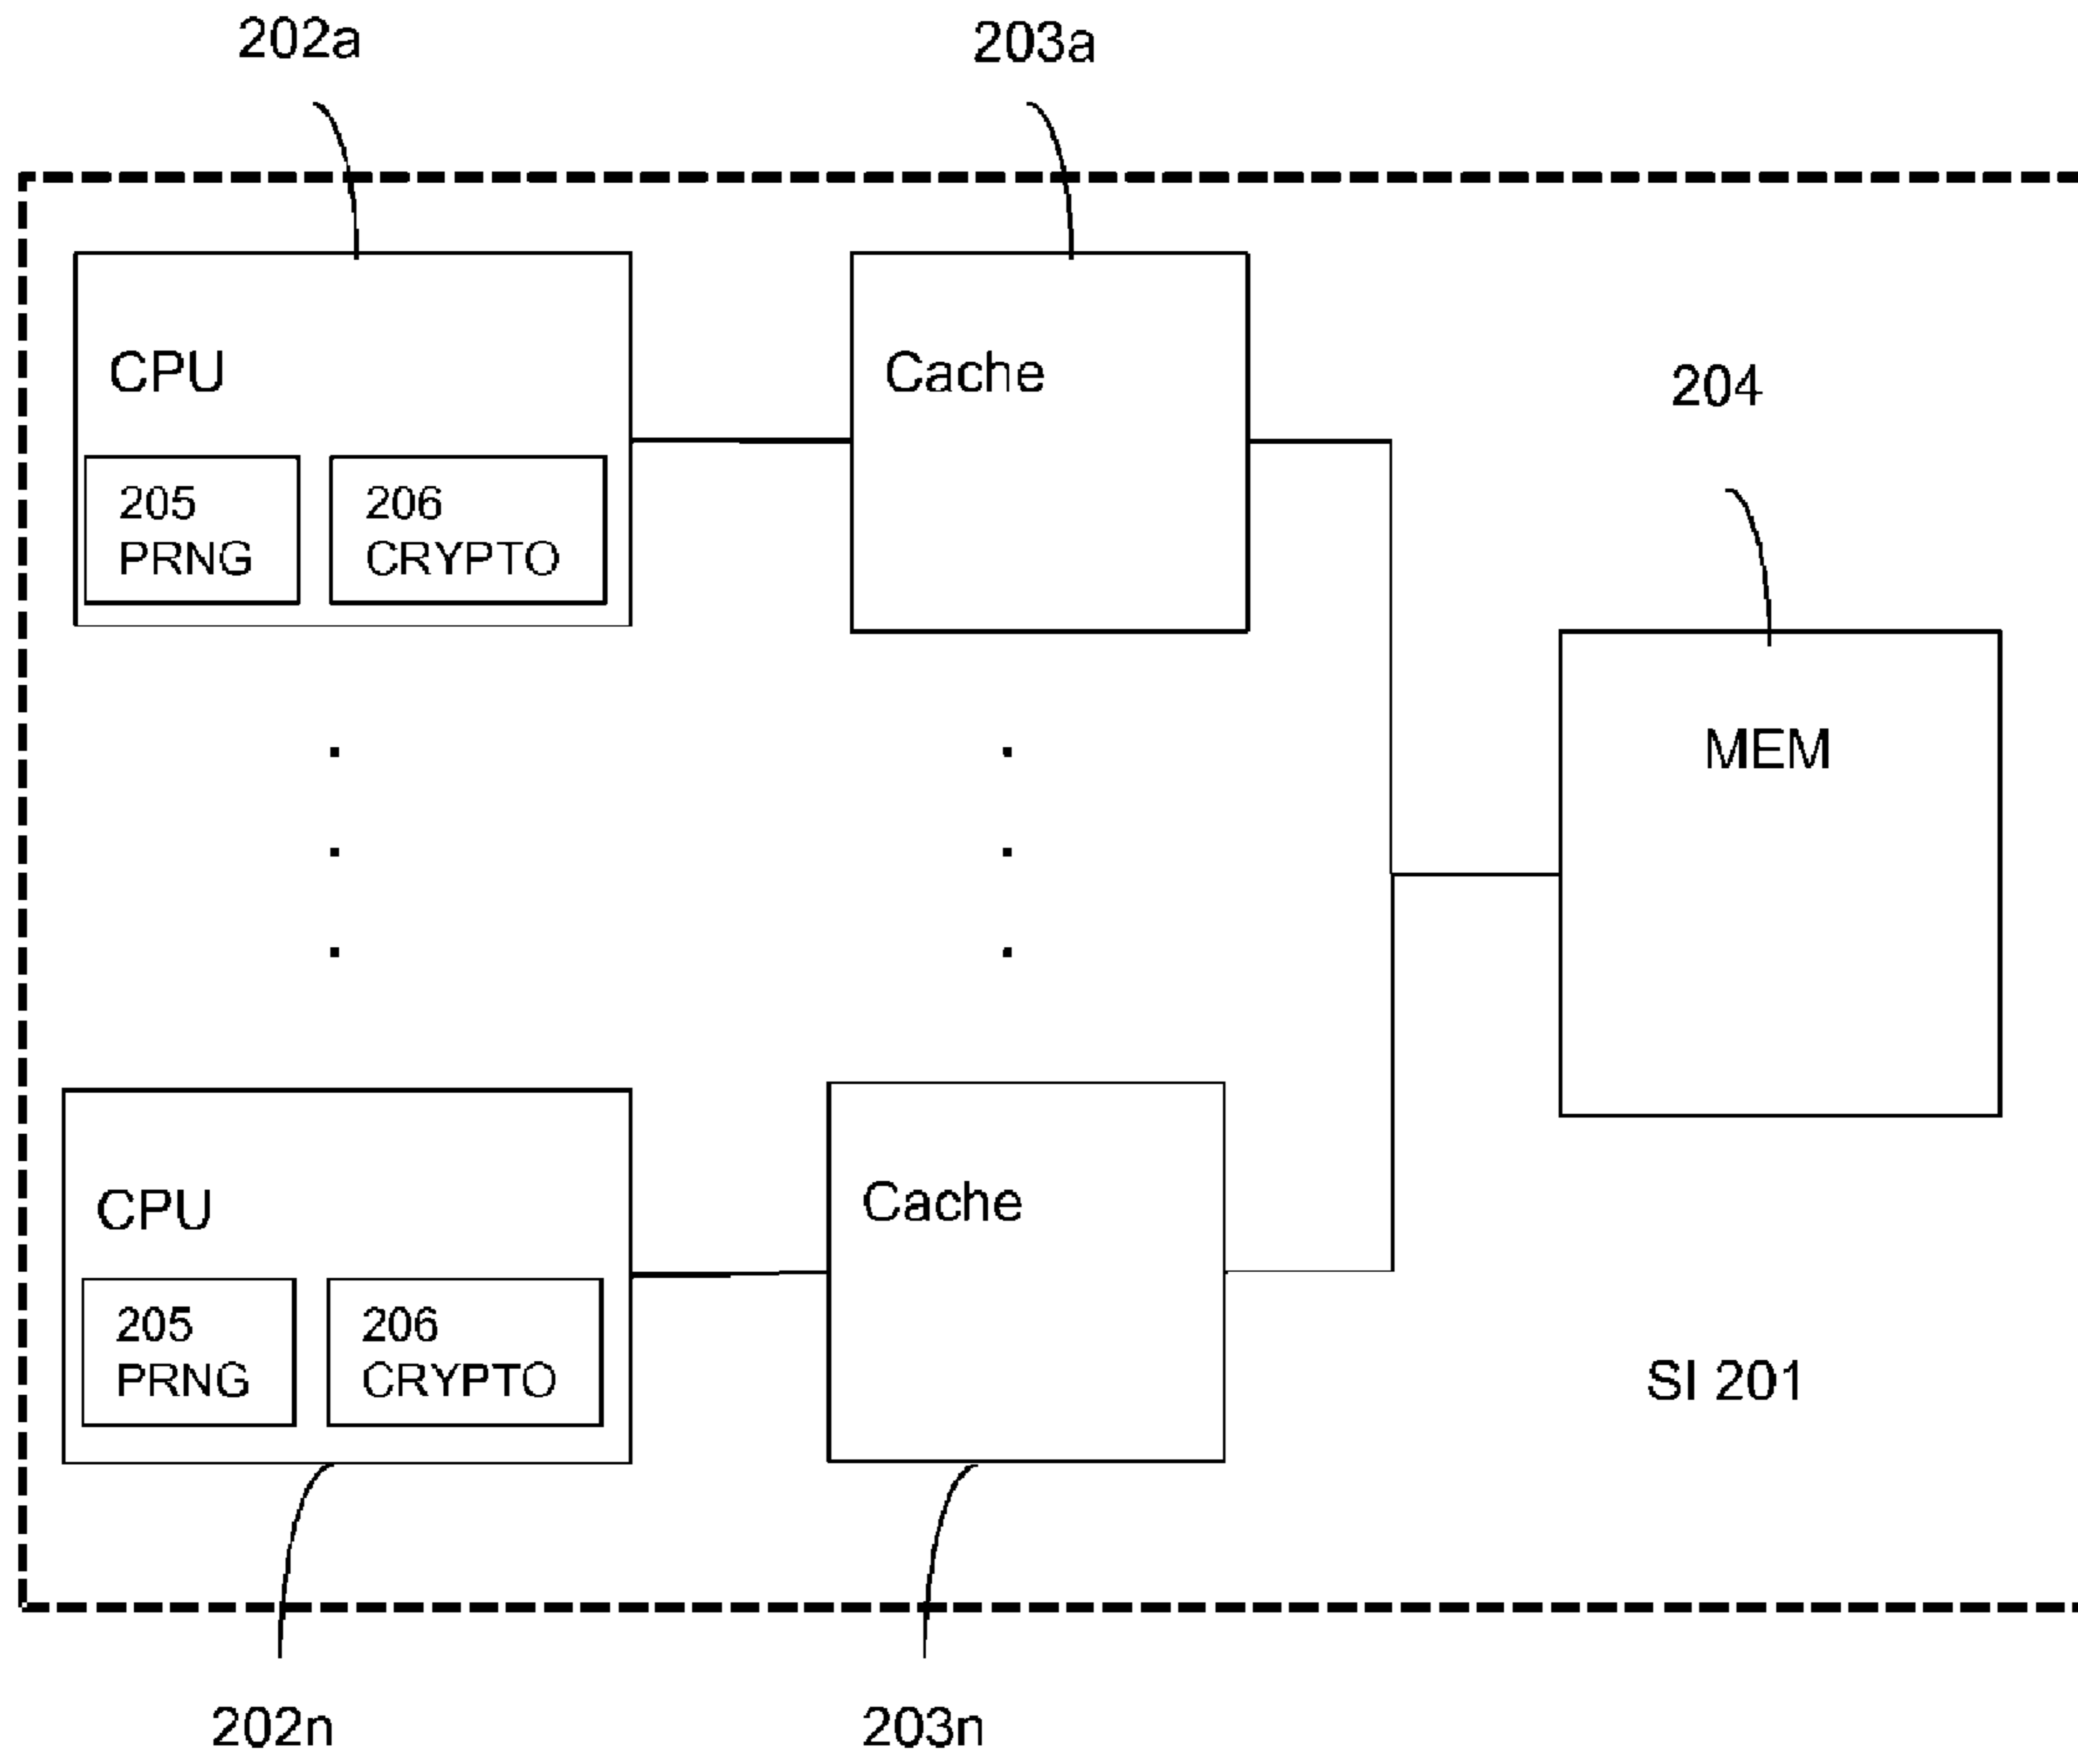 202a
203a
CPU
Cache
204
205
PRNG
206
CRYPTO
MEM
CPU
Cache
205
PRNG
206
CRYPTO
SI 201
202n
203n